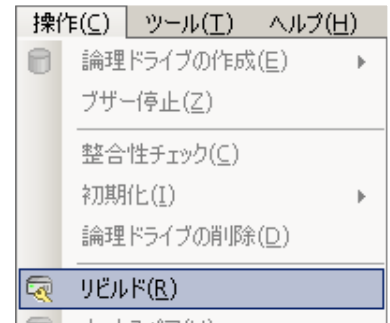 操作(C) ツール(T) ヘルプ(H)
論理ドライブの作成(E)
ブザー停止(Z)
整合性チェック(C)
初期化(I)
論理ドライブの削除(D)
リビルド(R)